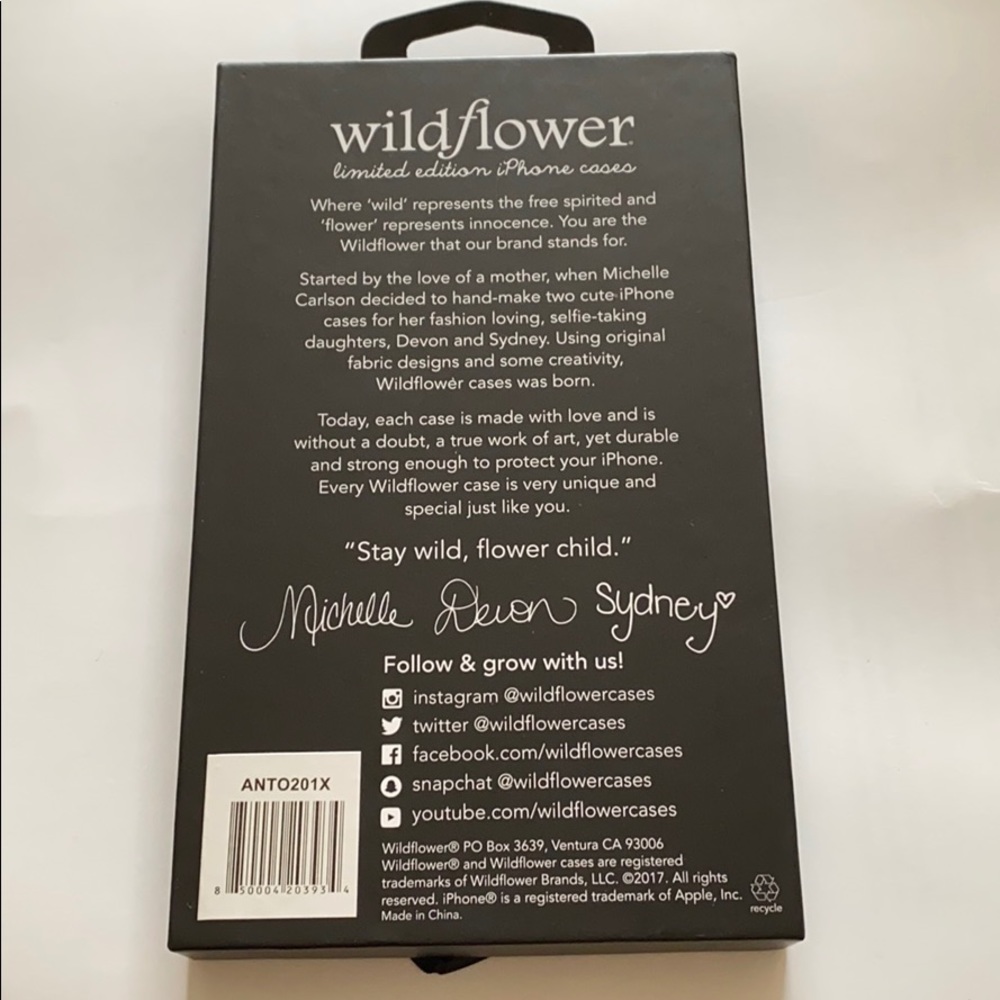 wildflower
limited edition iPhone cases
Where 'wild' represents the free spirited and
'flower' represents innocence. You are the
Wildflower that our brand stands for.
Started by the love of a mother, when Michelle
Carlson decided to hand-make two cute iPhone
cases for her fashion loving, selfie-taking
daughters, Devon and Sydney. Using original
fabric designs and some creativity,
Wildflower cases was born.
Today, each case is made with love and is
without a doubt, a true work of art, yet durable
and strong enough to protect your iPhone.
Every Wildflower case is very unique and
special just like you.
"Stay wild, flower child."
Michelle Devon Sydney
Follow & grow with us!
instagram @wildflowercases
twitter @wildflowercases
facebook.com/wildflowercases
snapchat @wildflowercases
youtube.com/wildflowercases
ANTO201X
8 50004 20393 4
Wildflower® PO Box 3639, Ventura CA 93006
Wildflower® and Wildflower cases are registered
trademarks of Wildflower Brands, LLC. ©2017. All rights
reserved. iPhone® is a registered trademark of Apple, Inc.
Made in China.
recycle